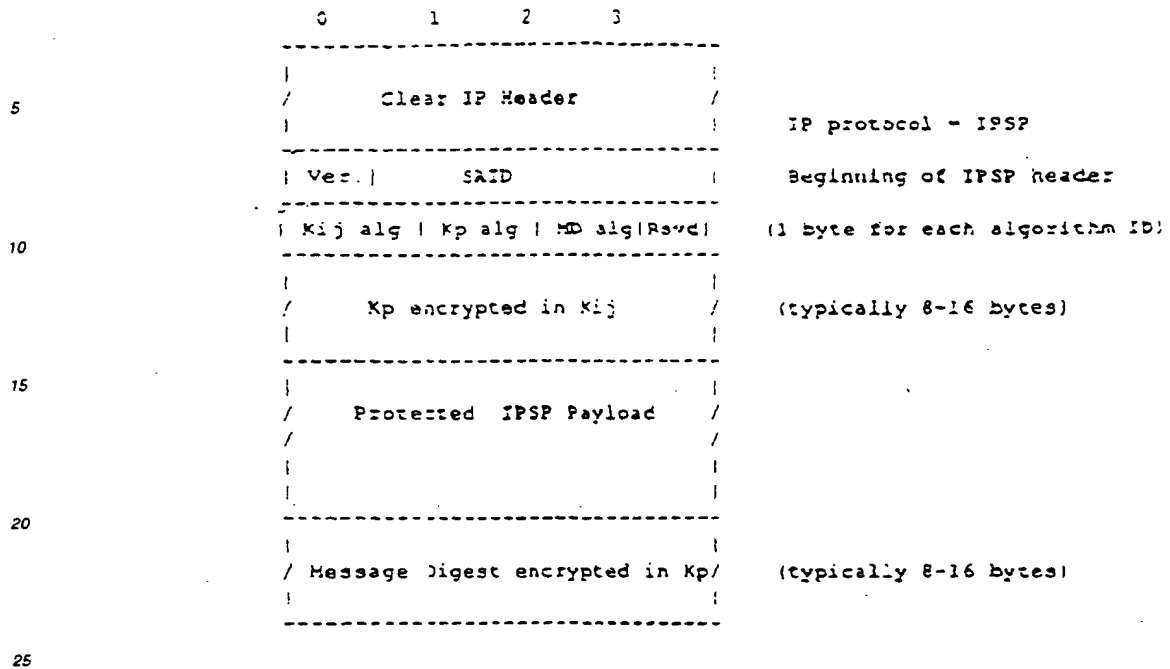 0 1 2 3
Clear IP Header
5
IP protocol = IPSP
Ver. | SAID
Beginning of IPSP header
| Kij alg | Kp alg | MD alg|Rsvd|
(1 byte for each algorithm ID)
10
Kp encrypted in Kij
(typically 8-16 bytes)
15
Protected IPSP Payload
20
Message Digest encrypted in Kp
(typically 8-16 bytes)
25